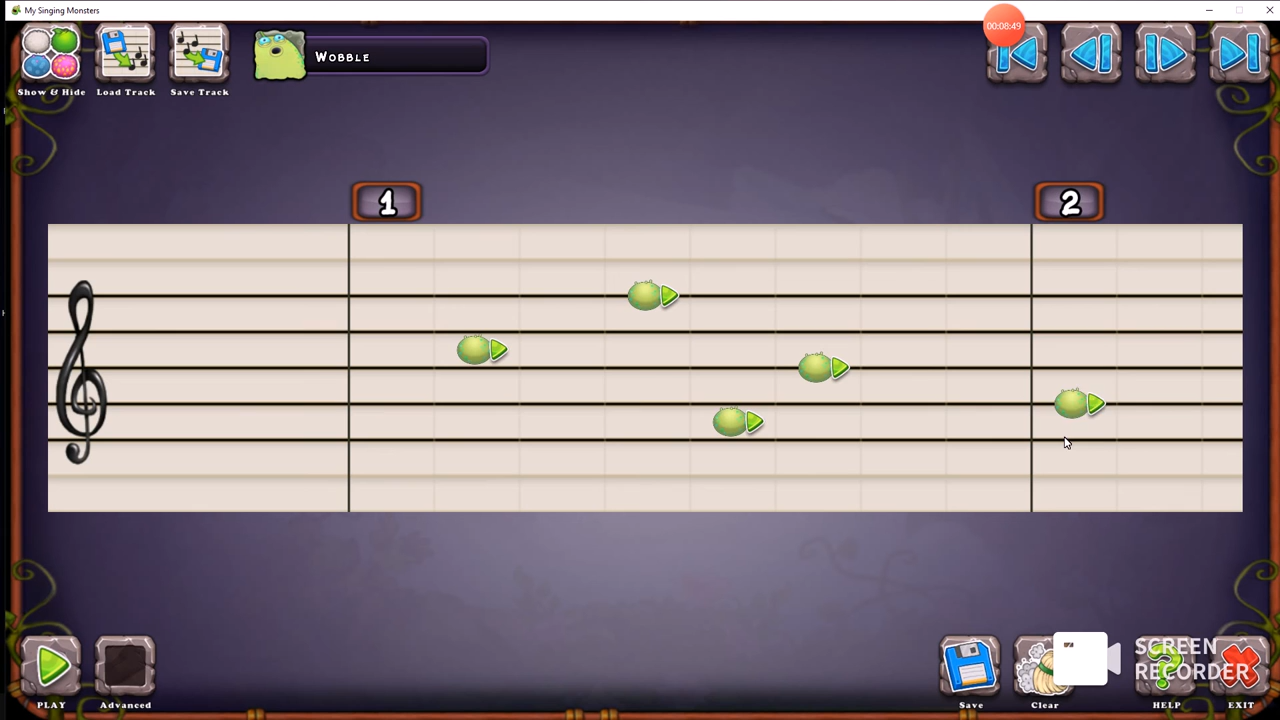 My Singing Monsters
00:08:49
Wobble
Show & Hide
Load Track
Save Track
1
2
SCREEN
RECORDER
PLAY
Advanced
Save
Clear
HELP
EXIT